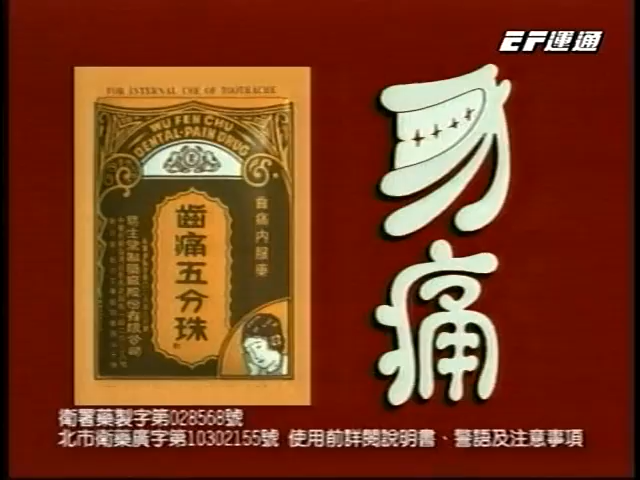 EF運通
FOR INTERNAL USE OF TOOTHACHE
WU FEN CHU
DENTAL-PAIN DRUG
齒痛內服藥
齒痛五分珠
痛
衛署藥製字第028568號
北市衛藥廣字第10302155號 使用前詳閱說明書、警語及注意事項